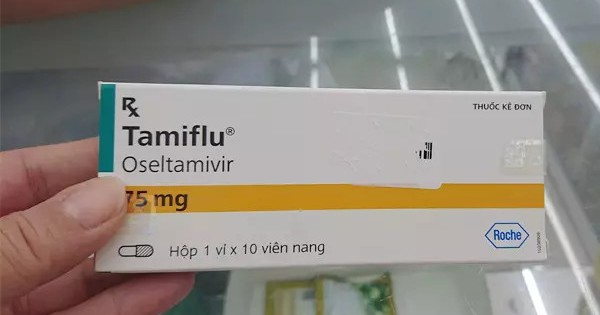 Rx
THUỐC KÊ ĐƠN
Tamiflu®
Oseltamivir
75 mg
Roche
Hộp 1 vỉ x 10 viên nang